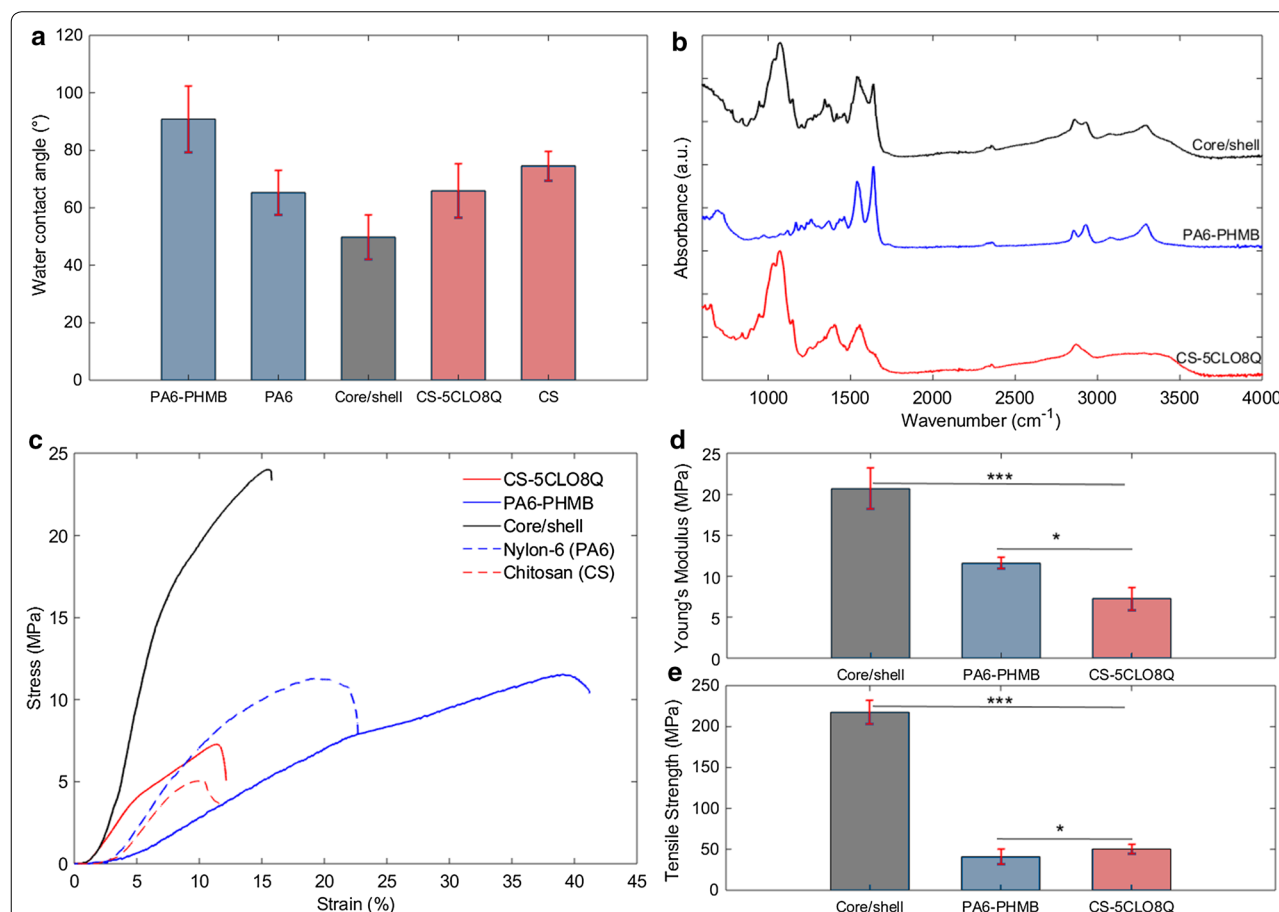 a
120
100
80
60
40
20
0
Water contact angle (°)
PA6-PHMB PA6 Core/shell CS-5CLO8Q CS
b
Absorbance (a.u.)
Core/shell
PA6-PHMB
CS-5CLO8Q
1000 1500 2000 2500 3000 3500 4000
Wavenumber (cm⁻¹)
c
25
20
15
10
5
0
Stress (MPa)
CS-5CLO8Q
PA6-PHMB
Core/shell
Nylon-6 (PA6)
Chitosan (CS)
0 5 10 15 20 25 30 35 40 45
Strain (%)
d
25
20
15
10
5
0
Young's Modulus (MPa)
***
*
Core/shell PA6-PHMB CS-5CLO8Q
e
250
200
150
100
50
0
Tensile Strength (MPa)
***
*
Core/shell PA6-PHMB CS-5CLO8Q